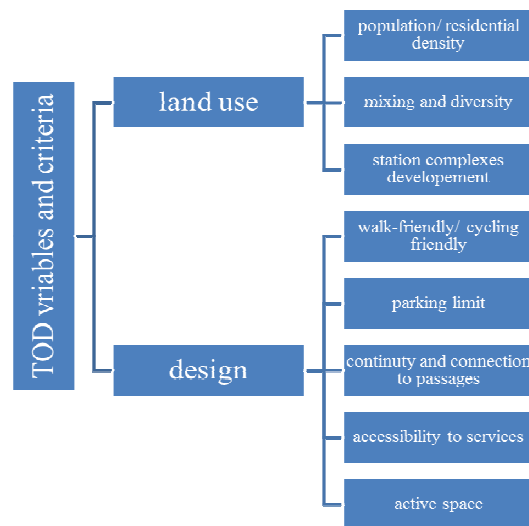 TOD vriables and criteria
land use
population/ residential
density
mixing and diversity
station complexes
developement
design
walk-friendly/ cycling
friendly
parking limit
continuity and connection
to passages
accessibility to services
active space